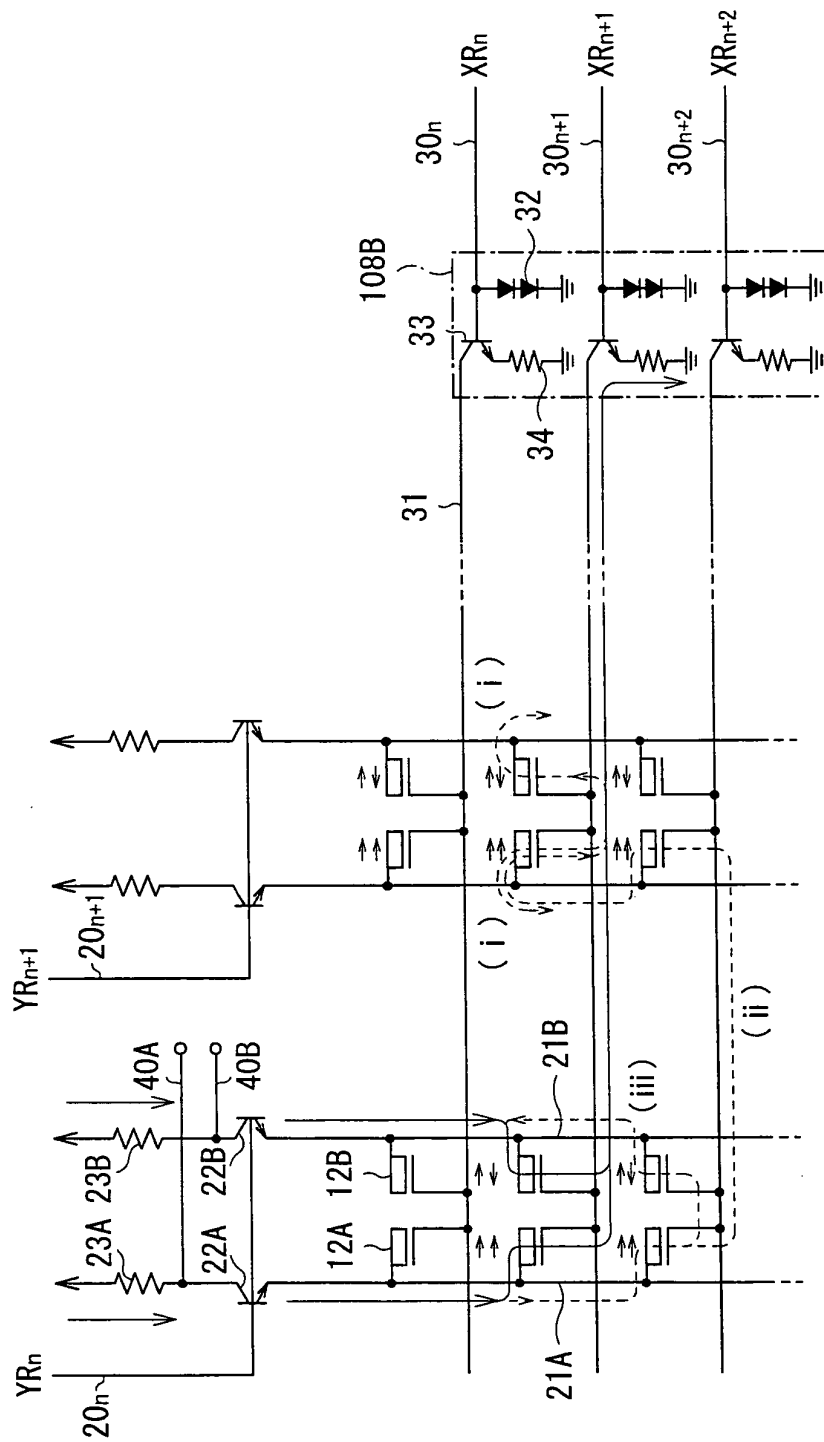 YRn
20n
YRn+1
20n+1
23A
23B
40A
40B
22A
22B
12A
12B
21A
21B
(i)
(i)
(ii)
(iii)
31
108B
33
32
34
30n
XRn
30n+1
XRn+1
30n+2
XRn+2